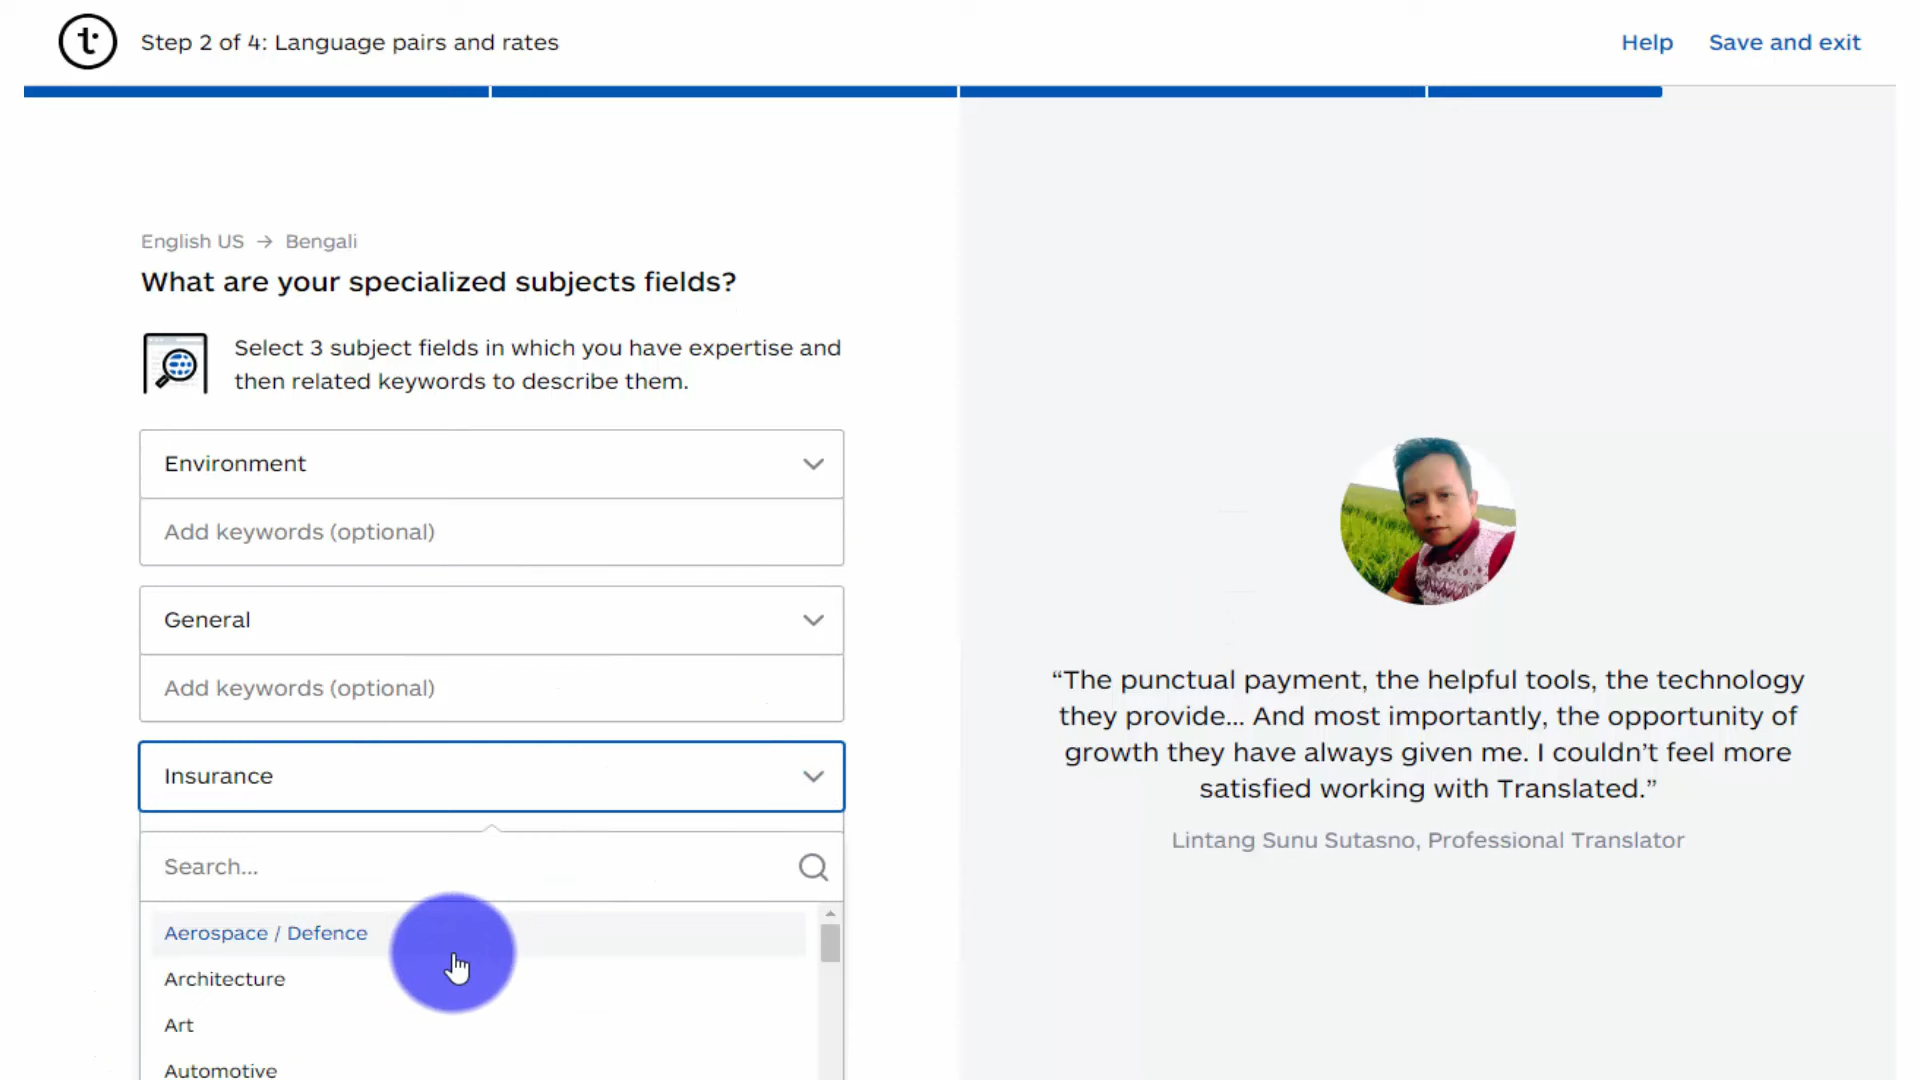 t
Step 2 of 4: Language pairs and rates
Help
Save and exit
English US → Bengali
What are your specialized subjects fields?
Select 3 subject fields in which you have expertise and
then related keywords to describe them.
Environment
Add keywords (optional)
General
Add keywords (optional)
Insurance
Search...
Aerospace / Defence
Architecture
Art
Automotive
“The punctual payment, the helpful tools, the technology
they provide... And most importantly, the opportunity of
growth they have always given me. I couldn’t feel more
satisfied working with Translated.”
Lintang Sunu Sutasno, Professional Translator